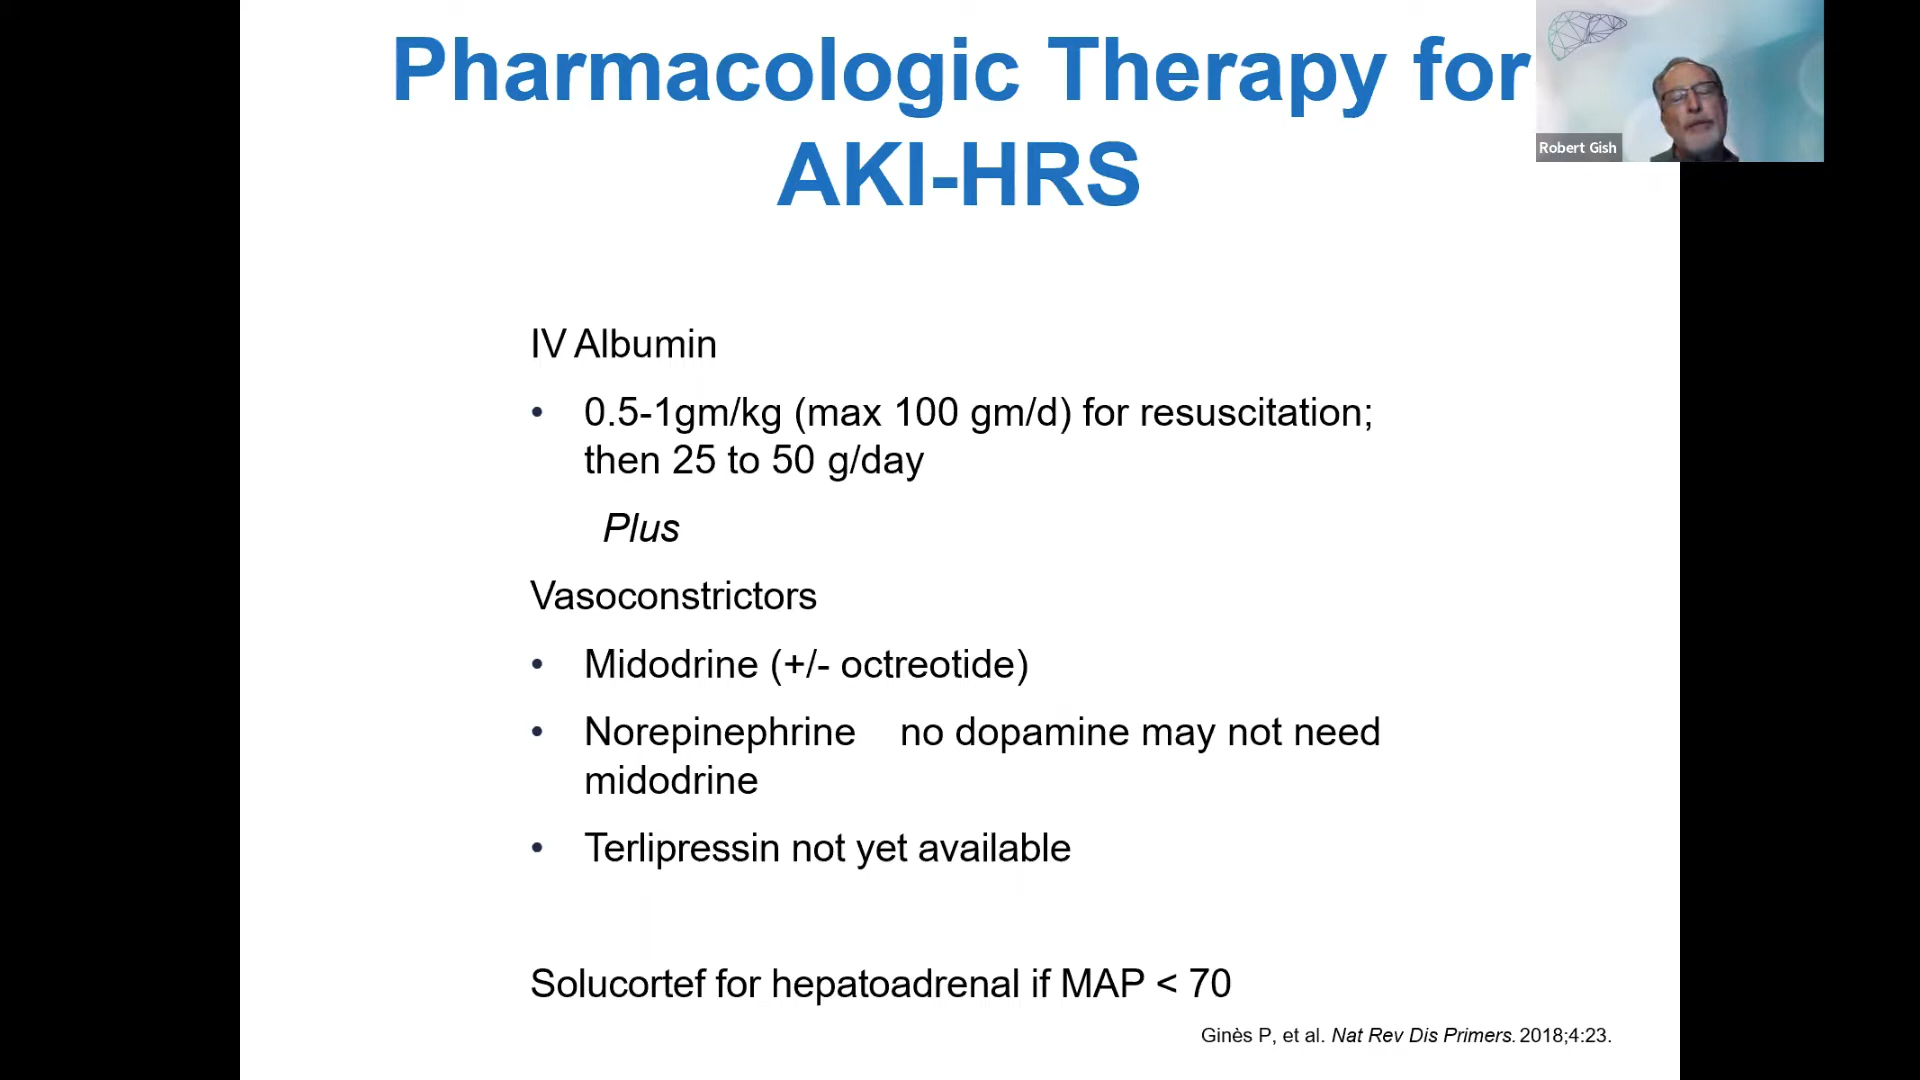 Pharmacologic Therapy for
AKI-HRS
Robert Gish
IV Albumin
• 0.5-1gm/kg (max 100 gm/d) for resuscitation;
then 25 to 50 g/day
Plus
Vasoconstrictors
• Midodrine (+/- octreotide)
• Norepinephrine no dopamine may not need
midodrine
• Terlipressin not yet available
Solucortef for hepatoadrenal if MAP < 70
Ginès P, et al. Nat Rev Dis Primers. 2018;4:23.